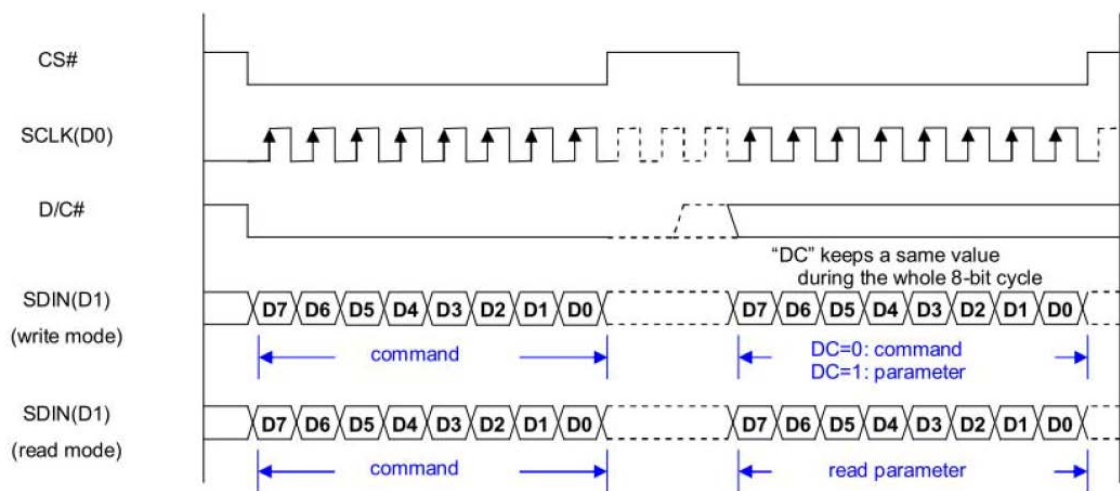 CS#
SCLK(D0)
D/C#
“DC” keeps a same value
during the whole 8-bit cycle
SDIN(D1)
(write mode)
D7 D6 D5 D4 D3 D2 D1 D0
D7 D6 D5 D4 D3 D2 D1 D0
command
DC=0: command
DC=1: parameter
SDIN(D1)
(read mode)
D7 D6 D5 D4 D3 D2 D1 D0
D7 D6 D5 D4 D3 D2 D1 D0
command
read parameter